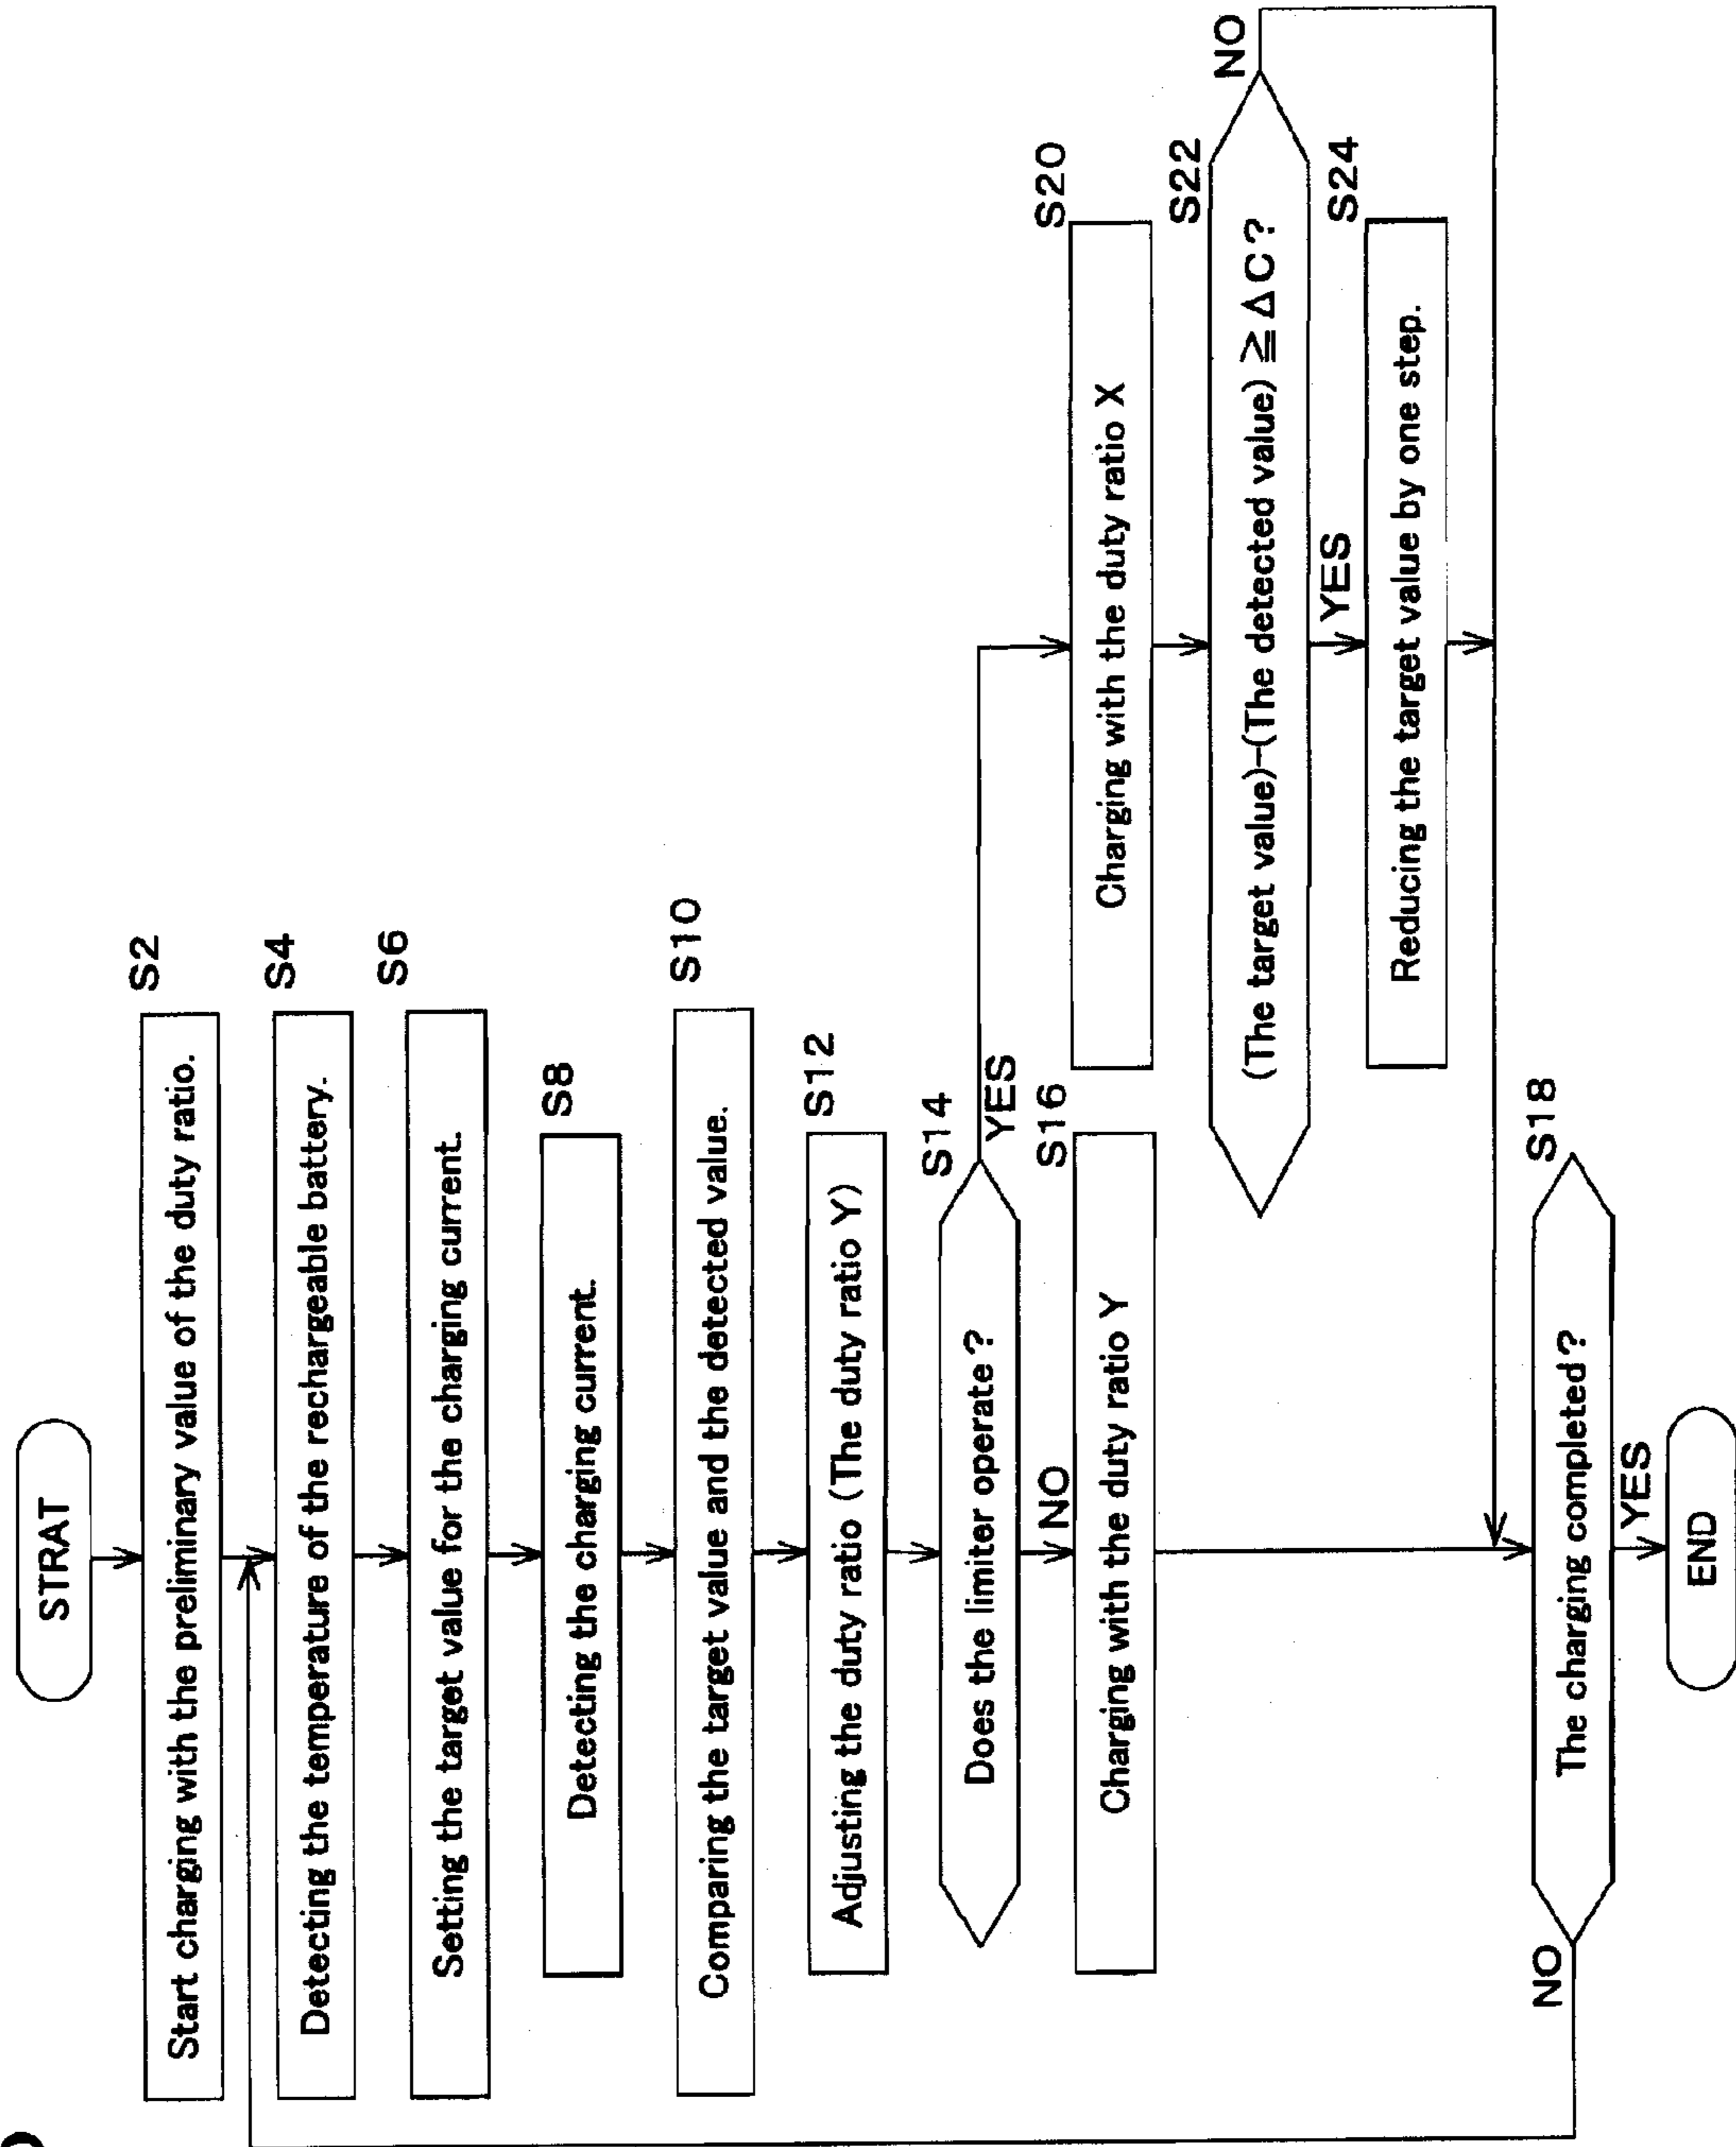 STRAT
S2
Start charging with the preliminary value of the duty ratio.
S4
Detecting the temperature of the rechargeable battery.
S6
Setting the target value for the charging current.
S8
Detecting the charging current.
S10
Comparing the target value and the detected value.
S12
Adjusting the duty ratio (The duty ratio Y)
S14
Does the limiter operate?
YES
NO
S16
Charging with the duty ratio Y
S20
Charging with the duty ratio X
S22
(The target value)-(The detected value) ≧ ΔC?
NO
YES
S24
Reducing the target value by one step.
S18
The charging completed?
NO
YES
END